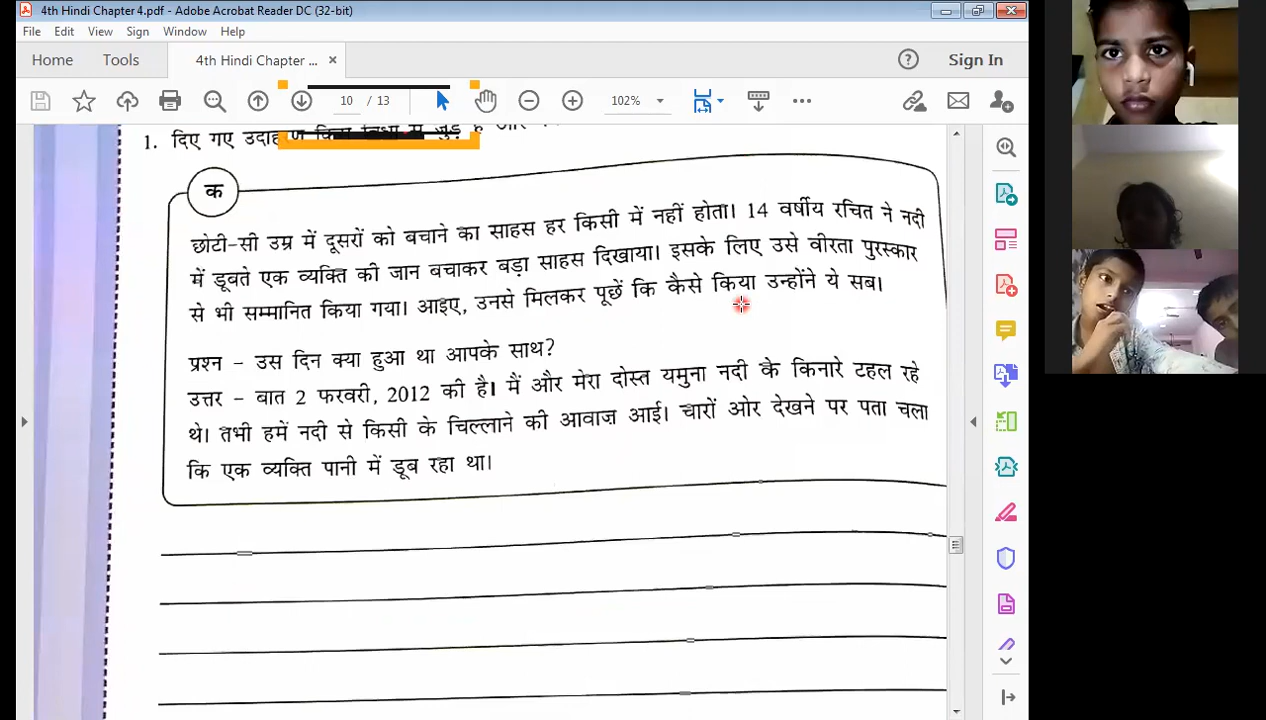 4th Hindi Chapter 4.pdf - Adobe Acrobat Reader DC (32-bit)
File Edit View Sign Window Help
Home Tools 4th Hindi Chapter ... × Sign In
10 / 13 102%
1. दिए गए उदाहरण
क
छोटी-सी उम्र में दूसरों को बचाने का साहस हर किसी में नहीं होता। 14 वर्षीय रचित ने नदी
में डूबते एक व्यक्ति की जान बचाकर बड़ा साहस दिखाया। इसके लिए उसे वीरता पुरस्कार
से भी सम्मानित किया गया। आइए, उनसे मिलकर पूछें कि कैसे किया उन्होंने ये सब।
प्रश्न - उस दिन क्या हुआ था आपके साथ?
उत्तर - बात 2 फरवरी, 2012 की है। मैं और मेरा दोस्त यमुना नदी के किनारे टहल रहे
थे। तभी हमें नदी से किसी के चिल्लाने की आवाज़ आई। चारों ओर देखने पर पता चला
कि एक व्यक्ति पानी में डूब रहा था।